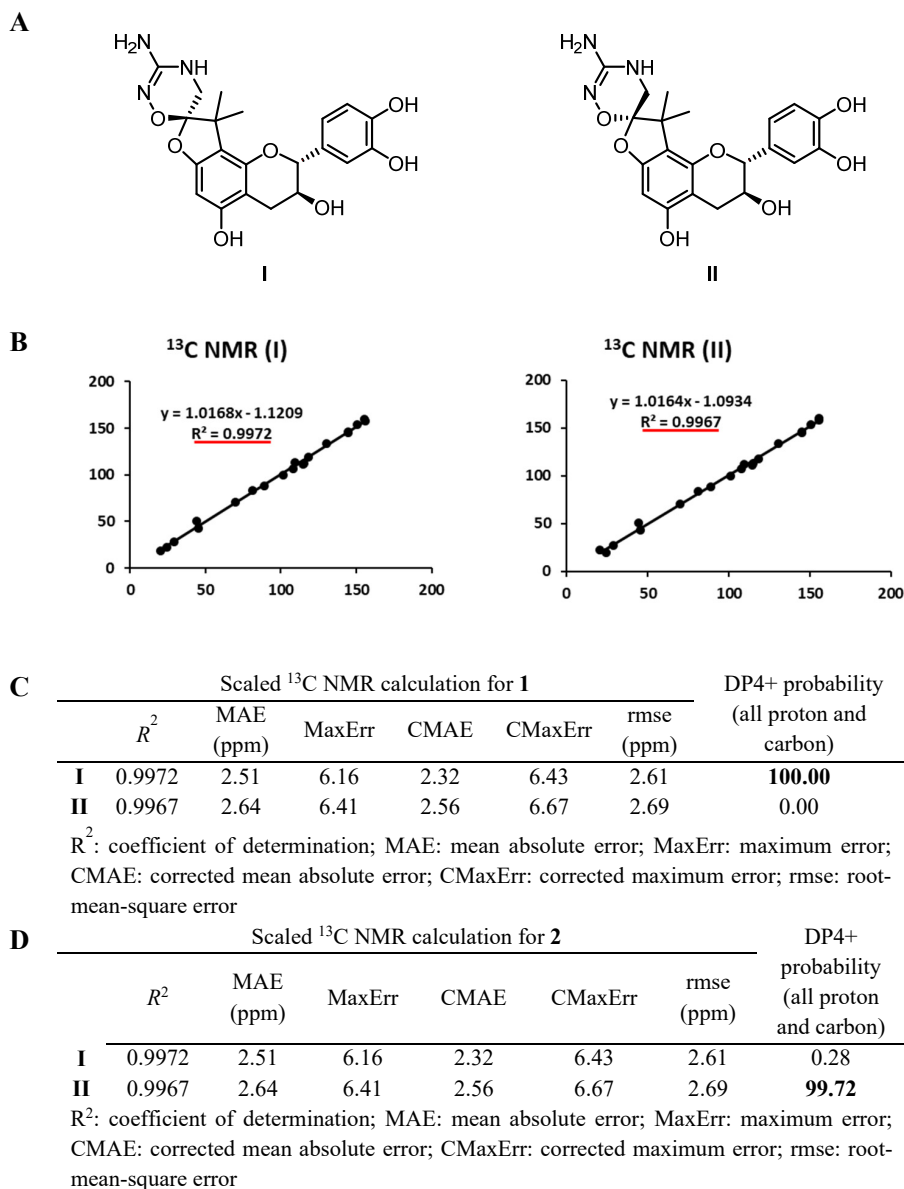 A
H₂N
NH
N
O
O
O
OH
OH
OH
OH
I
H₂N
NH
N
O
O
O
OH
OH
OH
OH
II
B
¹³C NMR (I)
y = 1.0168x - 1.1209
R² = 0.9972
200
150
100
50
0
0 50 100 150 200
¹³C NMR (II)
y = 1.0164x - 1.0934
R² = 0.9967
200
150
100
50
0
0 50 100 150 200
C
Scaled ¹³C NMR calculation for 1
DP4+ probability
(all proton and
carbon)
R² MAE (ppm) MaxErr CMAE CMaxErr rmse (ppm)
I 0.9972 2.51 6.16 2.32 6.43 2.61 100.00
II 0.9967 2.64 6.41 2.56 6.67 2.69 0.00
R²: coefficient of determination; MAE: mean absolute error; MaxErr: maximum error;
CMAE: corrected mean absolute error; CMaxErr: corrected maximum error; rmse: root-
mean-square error
D
Scaled ¹³C NMR calculation for 2
DP4+
probability
(all proton
and carbon)
R² MAE (ppm) MaxErr CMAE CMaxErr rmse (ppm)
I 0.9972 2.51 6.16 2.32 6.43 2.61 0.28
II 0.9967 2.64 6.41 2.56 6.67 2.69 99.72
R²: coefficient of determination; MAE: mean absolute error; MaxErr: maximum error;
CMAE: corrected mean absolute error; CMaxErr: corrected maximum error; rmse: root-
mean-square error